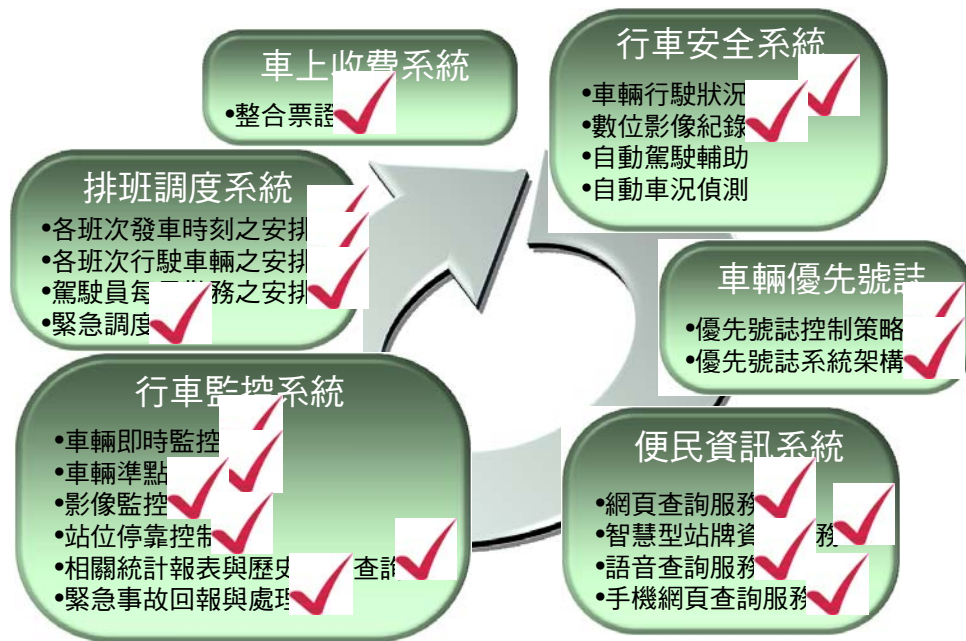 車上收費系統
•整合票證
行車安全系統
•車輛行駛狀況
•數位影像紀錄
•自動駕駛輔助
•自動車況偵測
排班調度系統
•各班次發車時刻之安排
•各班次行駛車輛之安排
•駕駛員每 勤務之安排
•緊急調度
車輛優先號誌
•優先號誌控制策略
•優先號誌系統架構
行車監控系統
•車輛即時監控
•車輛準點
•影像監控
•站位停靠控制
•相關統計報表與歷史 查詢
•緊急事故回報與處理
便民資訊系統
•網頁查詢服務
•智慧型站牌資 務
•語音查詢服務
•手機網頁查詢服務